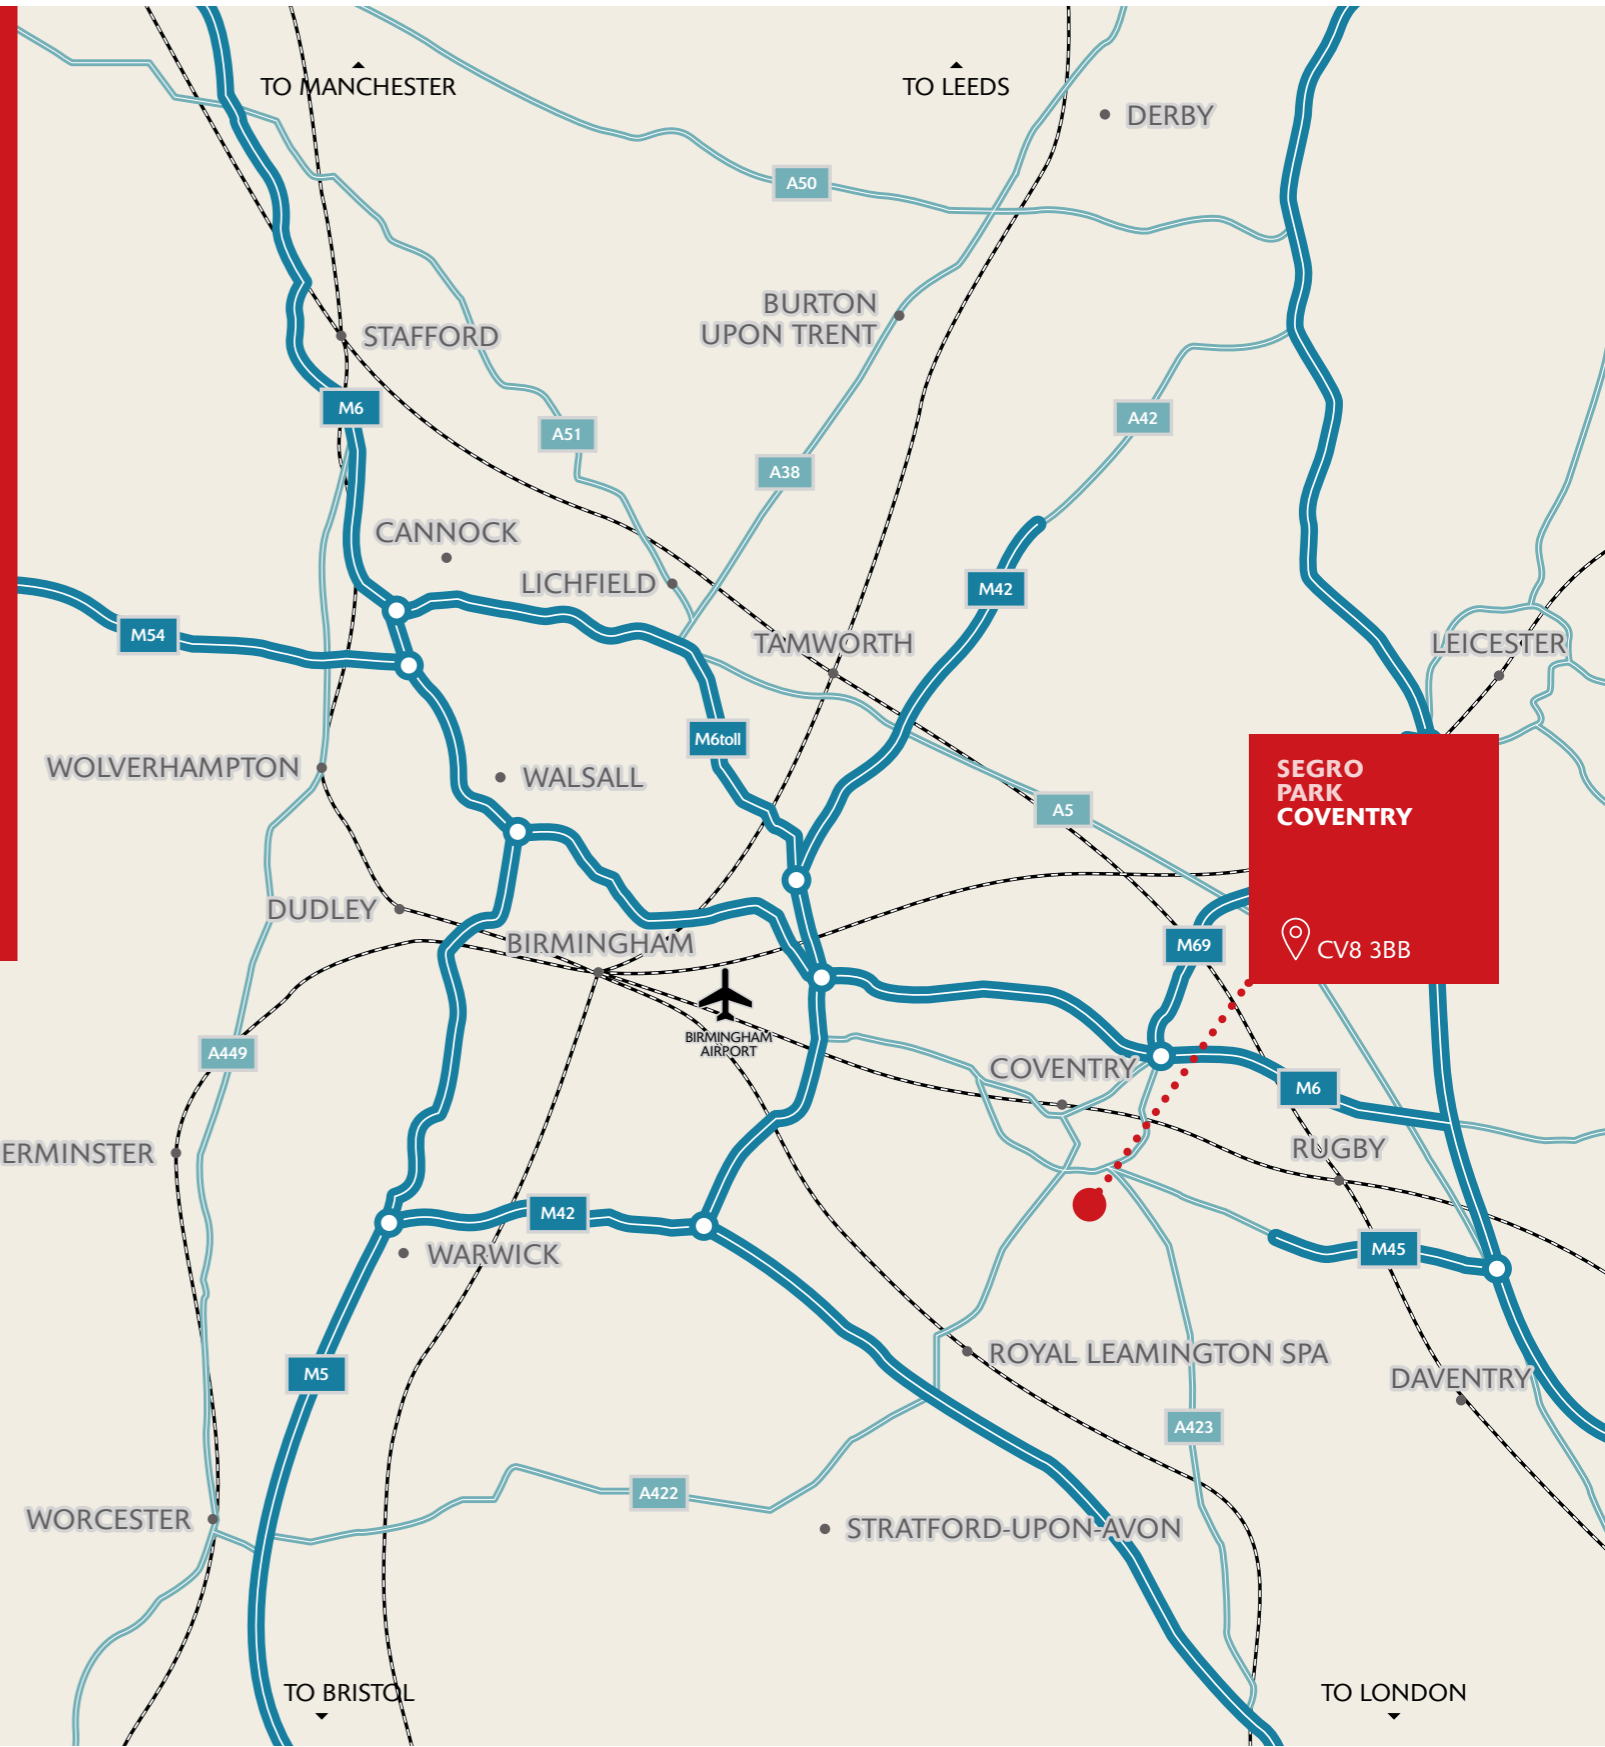 TO MANCHESTER
TO LEEDS
DERBY
A50
BURTON
UPON TRENT
STAFFORD
M6
A51
A42
A38
CANNOCK
LICHFIELD
M42
M54
TAMWORTH
LEICESTER
M6toll
WOLVERHAMPTON
WALSALL
SEGRO
PARK
COVENTRY
A5
DUDLEY
BIRMINGHAM
M69
CV8 3BB
BIRMINGHAM
AIRPORT
A449
COVENTRY
M6
ERMINSTER
RUGBY
M42
WARWICK
M45
ROYAL LEAMINGTON SPA
M5
DAVENTRY
A423
A422
WORCESTER
STRATFORD-UPON-AVON
TO BRISTOL
TO LONDON